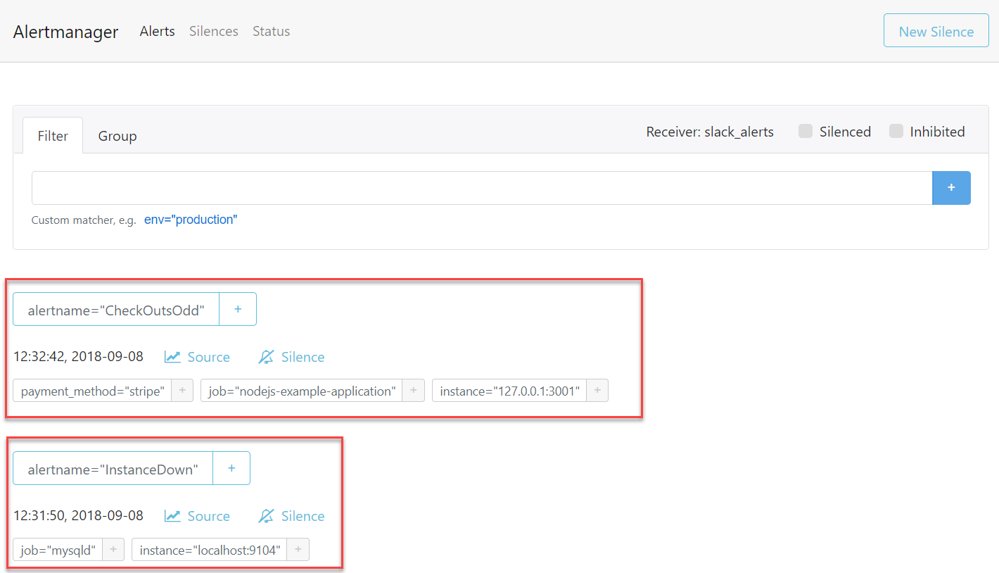 Alertmanager Alerts Silences Status New Silence
Filter Group Receiver: slack_alerts Silenced Inhibited
+
Custom matcher, e.g. env="production"
alertname="CheckOutsOdd" +
12:32:42, 2018-09-08 Source Silence
payment_method="stripe" + job="nodejs-example-application" + instance="127.0.0.1:3001" +
alertname="InstanceDown" +
12:31:50, 2018-09-08 Source Silence
job="mysqld" + instance="localhost:9104" +